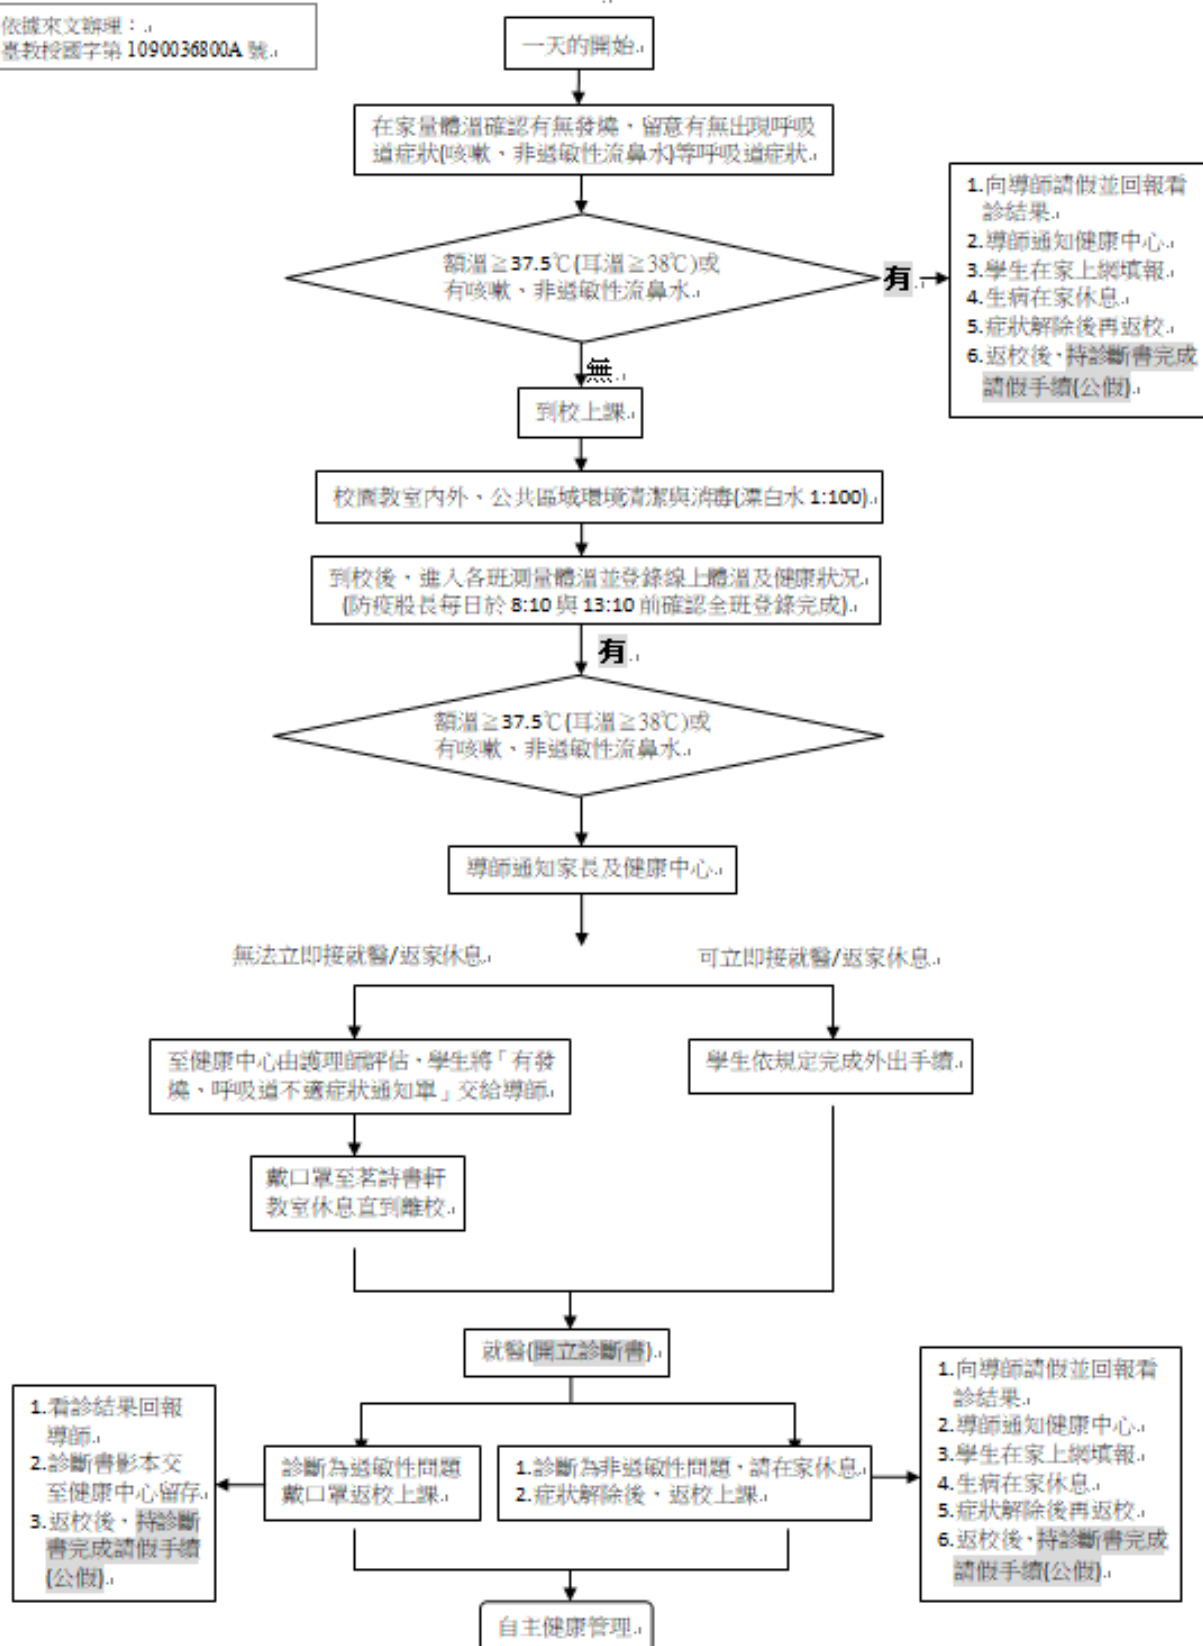 依據來文辦理：
臺教授國字第 1090036800A 號
一天的開始
在家量體溫確認有無發燒、留意有無出現呼吸
道症狀(咳嗽、非過敏性流鼻水)等呼吸道症狀
額溫≧37.5℃(耳溫≧38℃)或
有咳嗽、非過敏性流鼻水
有
1.向導師請假並回報看
診結果
2.導師通知健康中心
3.學生在家上網填報
4.生病在家休息
5.症狀解除後再返校
6.返校後，持診斷書完成
請假手續(公假)
無
到校上課
校園教室內外、公共區域環境清潔與消毒(漂白水 1:100)
到校後，進入各班測量體溫並登錄線上體溫及健康狀況
(防疫股長每日於 8:10 與 13:10 前確認全班登錄完成)
有
額溫≧37.5℃(耳溫≧38℃)或
有咳嗽、非過敏性流鼻水
導師通知家長及健康中心
無法立即接就醫/返家休息
可立即接就醫/返家休息
至健康中心由護理師評估、學生將「有發
燒、呼吸道不適症狀通知單」交給導師
學生依規定完成外出手續
戴口罩至茗詩書軒
教室休息直到離校
就醫(開立診斷書)
1.看診結果回報
導師
2.診斷書影本交
至健康中心留存
3.返校後、持診斷
書完成請假手續
(公假)
診斷為過敏性問題
戴口罩返校上課
1.診斷為非過敏性問題，請在家休息
2.症狀解除後、返校上課
1.向導師請假並回報看
診結果
2.導師通知健康中心
3.學生在家上網填報
4.生病在家休息
5.症狀解除後再返校
6.返校後，持診斷書完成
請假手續(公假)
自主健康管理